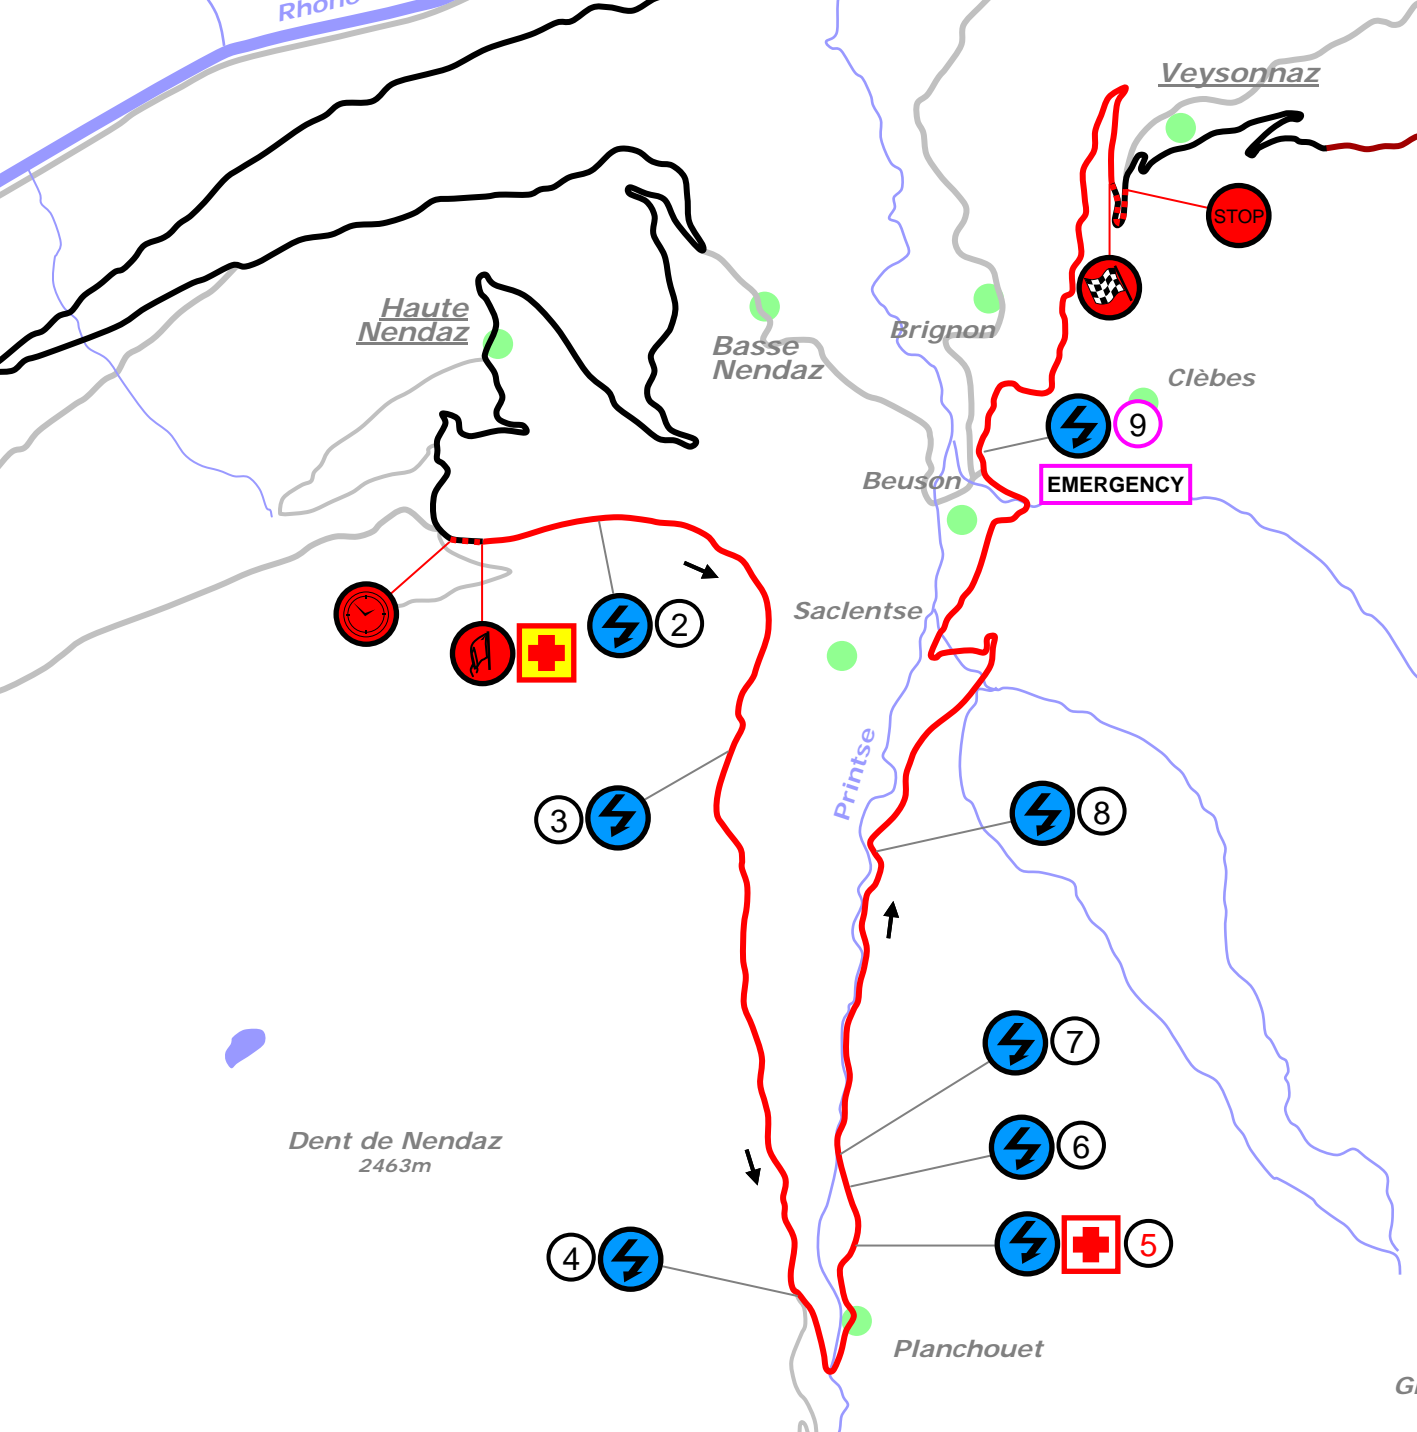 Rhône
Veysonnaz
STOP
Haute
Nendaz
Basse
Nendaz
Brignon
Clèbes
9
EMERGENCY
Beuson
Saclentse
2
Printse
3
8
7
Dent de Nendaz
2463m
6
5
4
Planchouet